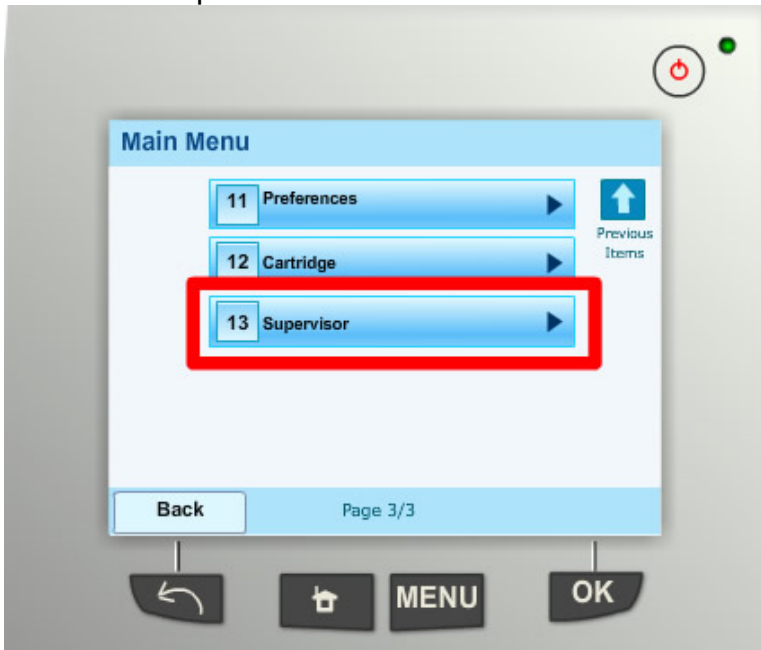 Main Menu
11 Preferences
Previous
Items
12 Cartridge
13 Supervisor
Back
Page 3/3
MENU
OK